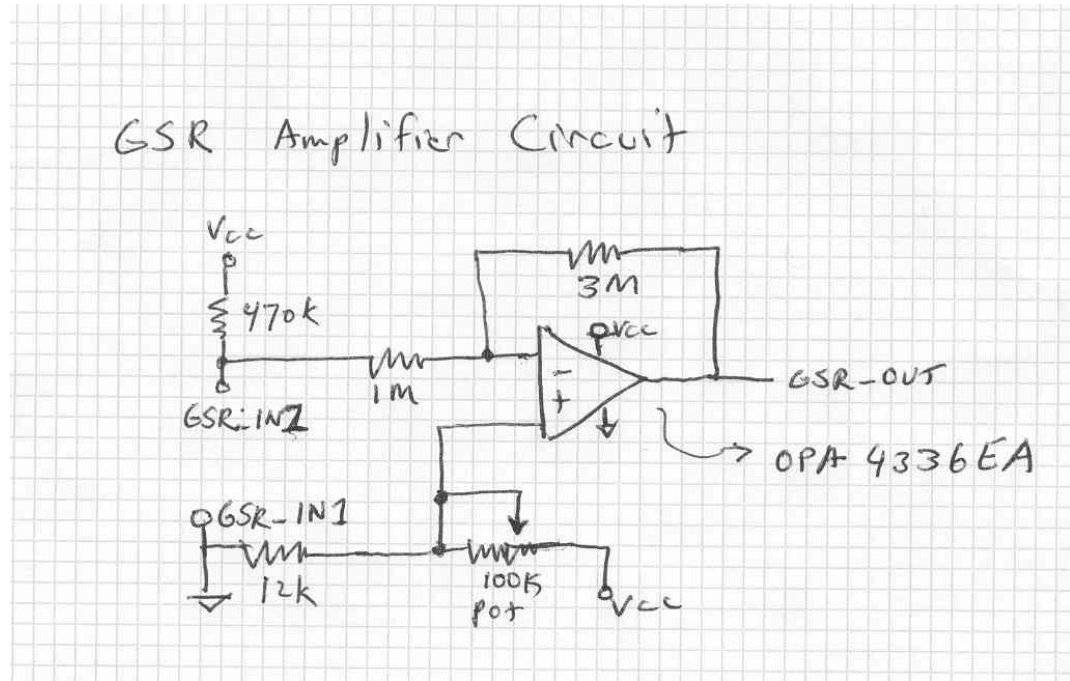 GSR Amplifier Circuit
Vcc
470k
3M
Vcc
1M
-
+
GSR-OUT
GSR-IN2
OPA 4336EA
GSR-IN1
12k
100K
pot
Vcc